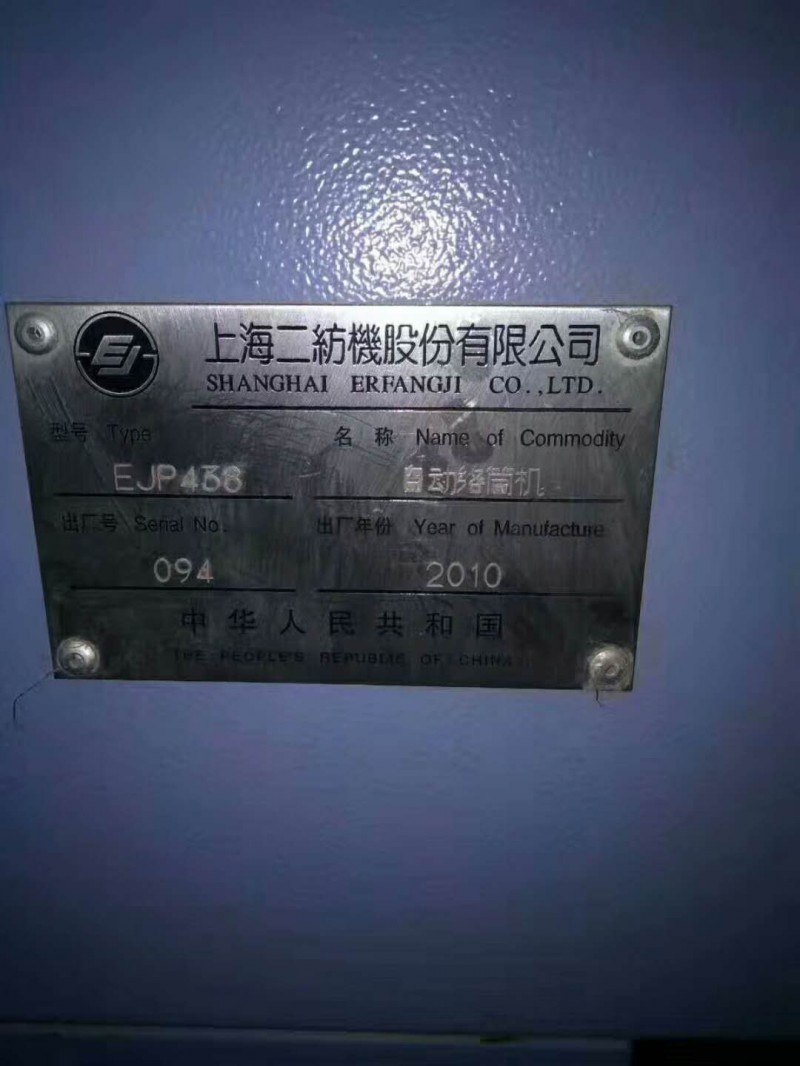 EJ
上海二紡機股份有限公司
SHANGHAI ERFANGJI CO.,LTD.
型号 Type 名 称 Name of Commodity
EJP438 自动络筒机
出厂号 Serial No. 出厂年份 Year of Manufacture
094 2010
中华人民共和国
THE PEOPLE'S REPUBLIC OF CHINA